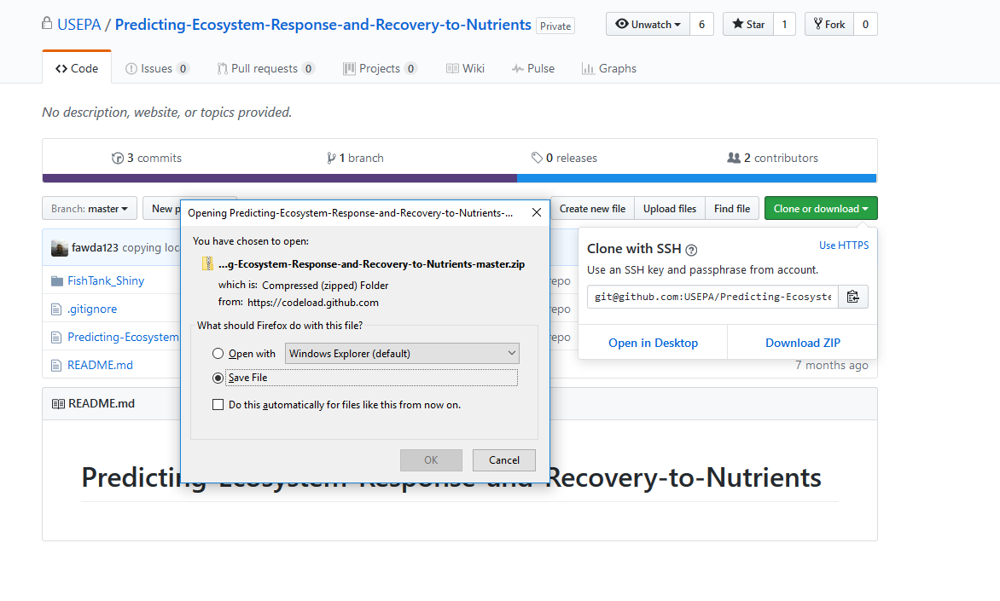 USEPA / Predicting-Ecosystem-Response-and-Recovery-to-Nutrients Private Unwatch 6 Star 1 Fork 0
Code Issues 0 Pull requests 0 Projects 0 Wiki Pulse Graphs
No description, website, or topics provided.
3 commits 1 branch 0 releases 2 contributors
Branch: master New Create new file Upload files Find file Clone or download
Opening Predicting-Ecosystem-Response-and-Recovery-to-Nutrients-...
You have chosen to open:
...g-Ecosystem-Response-and-Recovery-to-Nutrients-master.zip
which is: Compressed (zipped) Folder
from: https://codeload.github.com
What should Firefox do with this file?
Open with Windows Explorer (default)
Save File
Do this automatically for files like this from now on.
OK Cancel
Clone with SSH ? Use HTTPS
Use an SSH key and passphrase from account.
git@github.com:USEPA/Predicting-Ecosyste
Open in Desktop Download ZIP
fawda123 copying
FishTank_Shiny repo
.gitignore repo
Predicting-Ecosystem repo
README.md 7 months ago
README.md
Predicting-Ecosystem-Response-and-Recovery-to-Nutrients